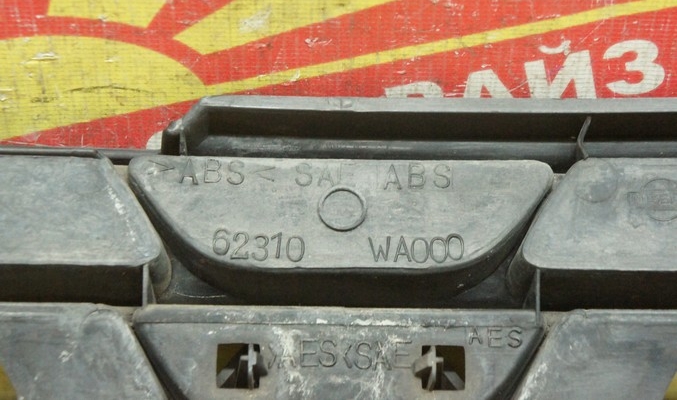 РАЙЗ
>ABS< SAE ABS
62310 WA000
>AES<SAE AES